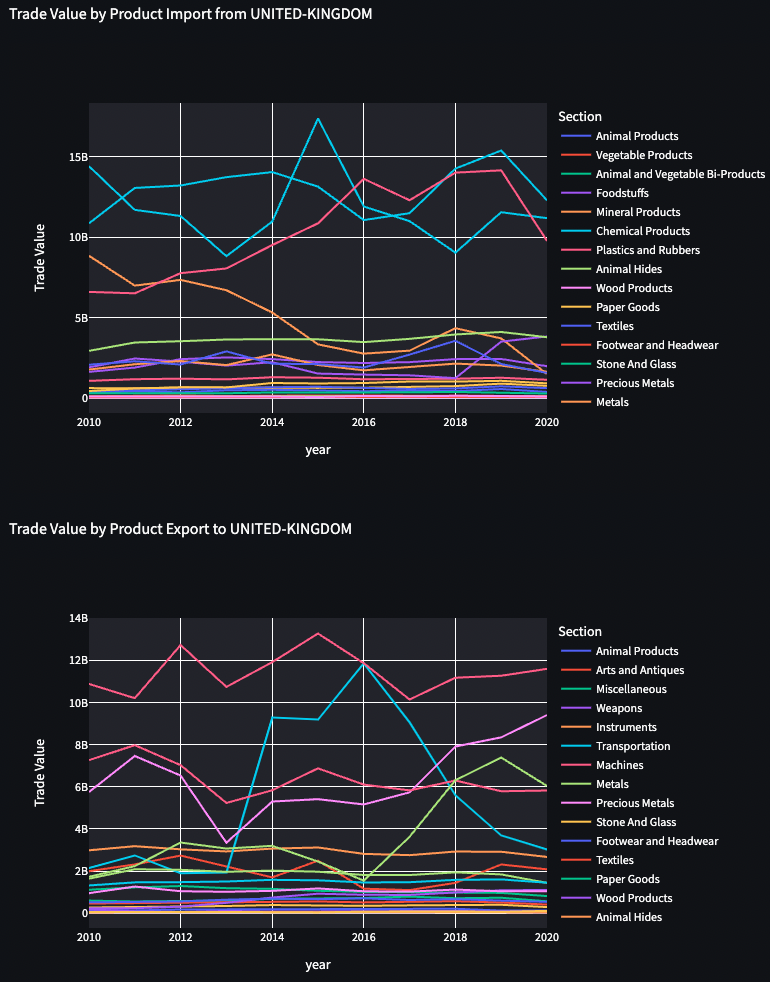 Trade Value by Product Import from UNITED-KINGDOM
Section
Animal Products
Vegetable Products
Animal and Vegetable Bi-Products
Foodstuffs
Mineral Products
Chemical Products
Plastics and Rubbers
Animal Hides
Wood Products
Paper Goods
Textiles
Footwear and Headwear
Stone And Glass
Precious Metals
Metals
15B
10B
5B
0
Trade Value
2010 2012 2014 2016 2018 2020
year
Trade Value by Product Export to UNITED-KINGDOM
Section
Animal Products
Arts and Antiques
Miscellaneous
Weapons
Instruments
Transportation
Machines
Metals
Precious Metals
Stone And Glass
Footwear and Headwear
Textiles
Paper Goods
Wood Products
Animal Hides
14B
12B
10B
8B
6B
4B
2B
0
Trade Value
2010 2012 2014 2016 2018 2020
year